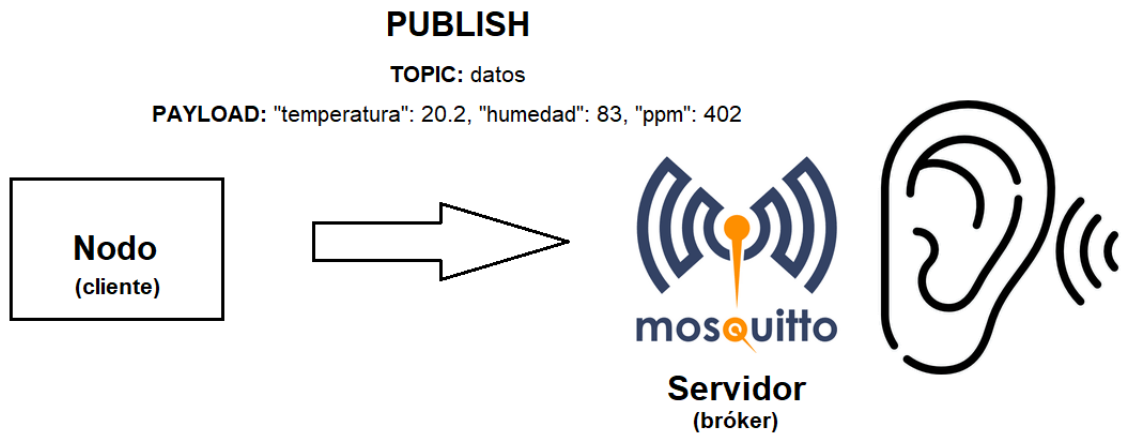 PUBLISH
TOPIC: datos
PAYLOAD: "temperatura": 20.2, "humedad": 83, "ppm": 402
Nodo
(cliente)
mosquitto
Servidor
(bróker)